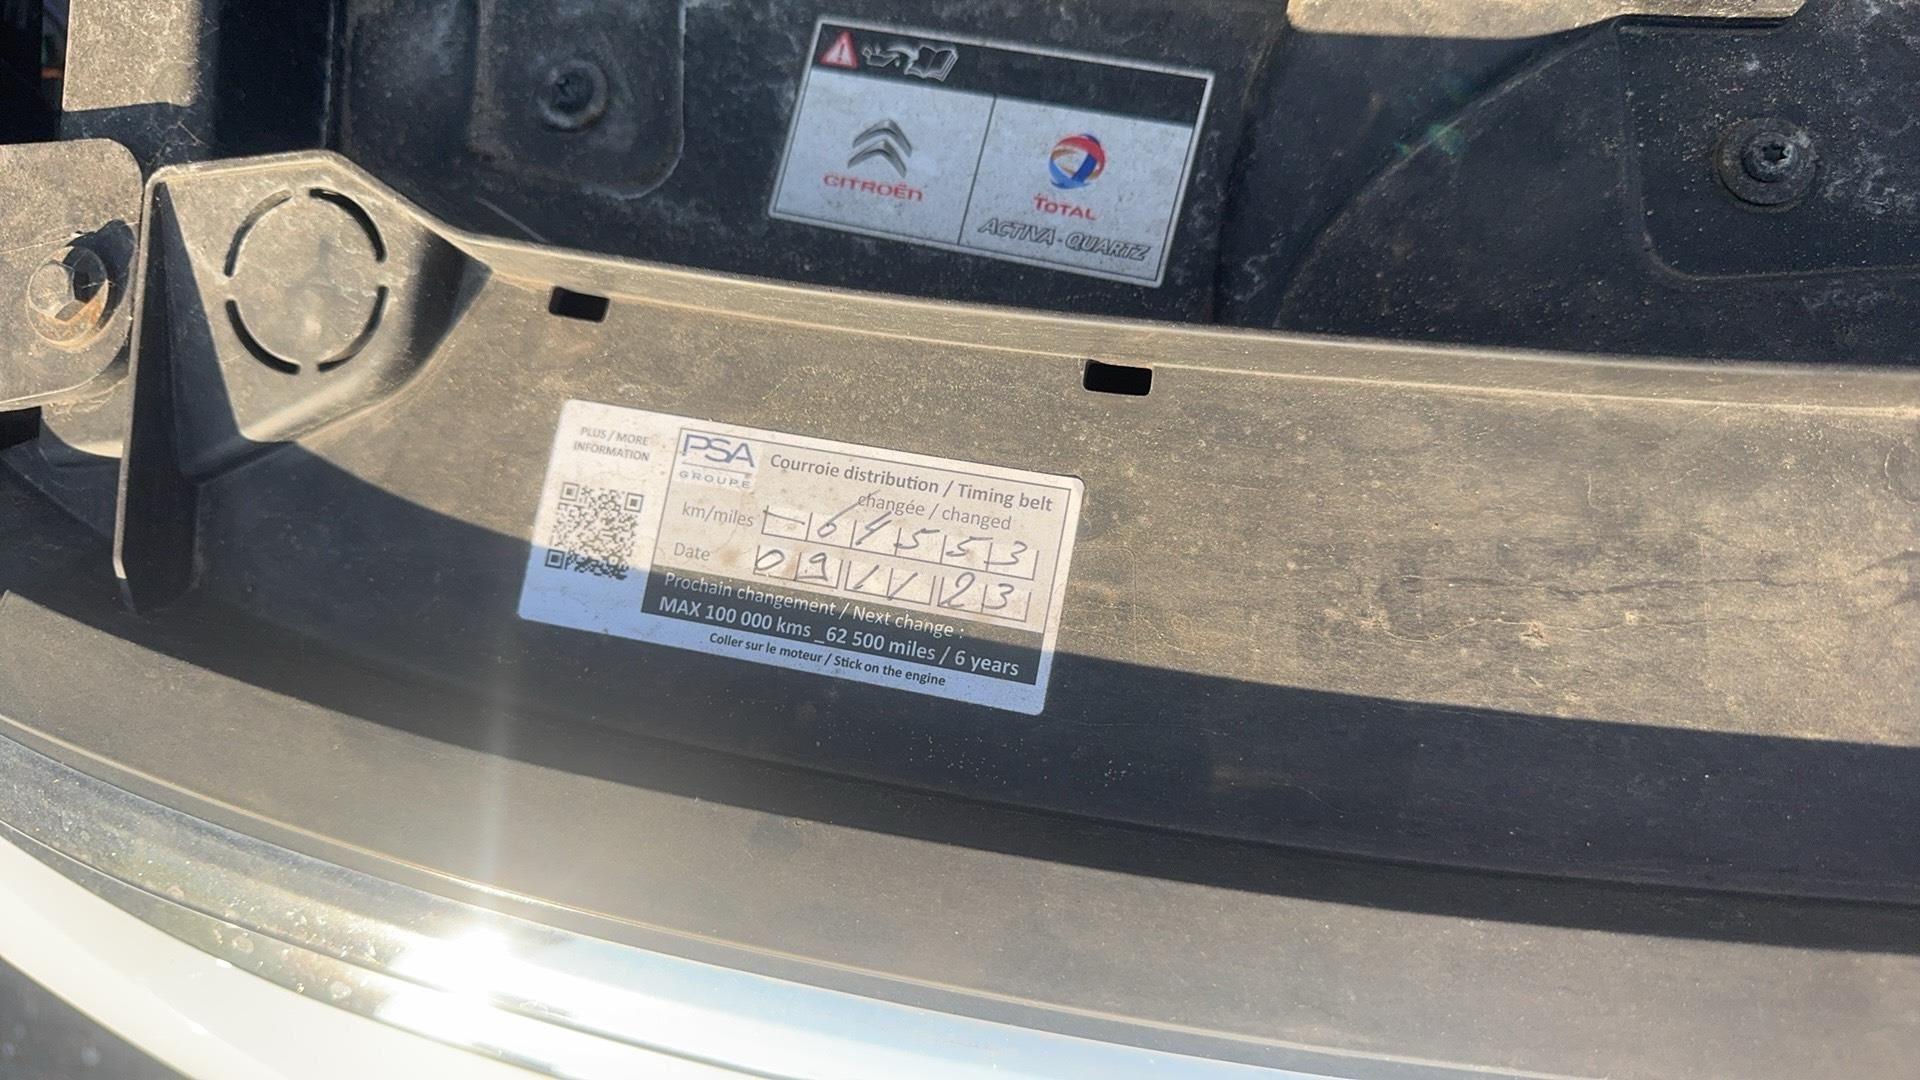 CITROËN
TOTAL
ACTIVA-QUARTZ
PLUS / MORE
INFORMATION
PSA
GROUPE
Courroie distribution / Timing belt
changée / changed
km/miles - 64553
Date 09 11 23
Prochain changement / Next change :
MAX 100 000 kms _62 500 miles / 6 years
Coller sur le moteur / Stick on the engine